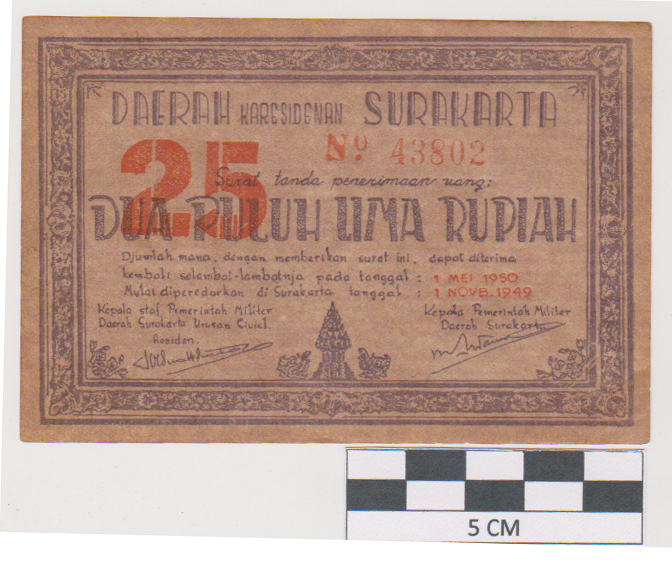 DAERAH KARESIDENAN SURAKARTA
25
No 43802
Surat tanda penerimaan uang:
DUA PULUH LIMA RUPIAH
Djumlah mana, dengan memberikan surat ini, dapat diterima
kembali selambat-lambatnja pada tanggal : 1 MEI 1950
Mulai diperedarkan di Surakarta tanggal : 1 NOVB. 1949
Kepala staf Pemerintah Militer
Daerah Surakarta Urusan Civiel.
Residen.
Kepala Pemerintah Militer
Daerah Surakarta
5 CM